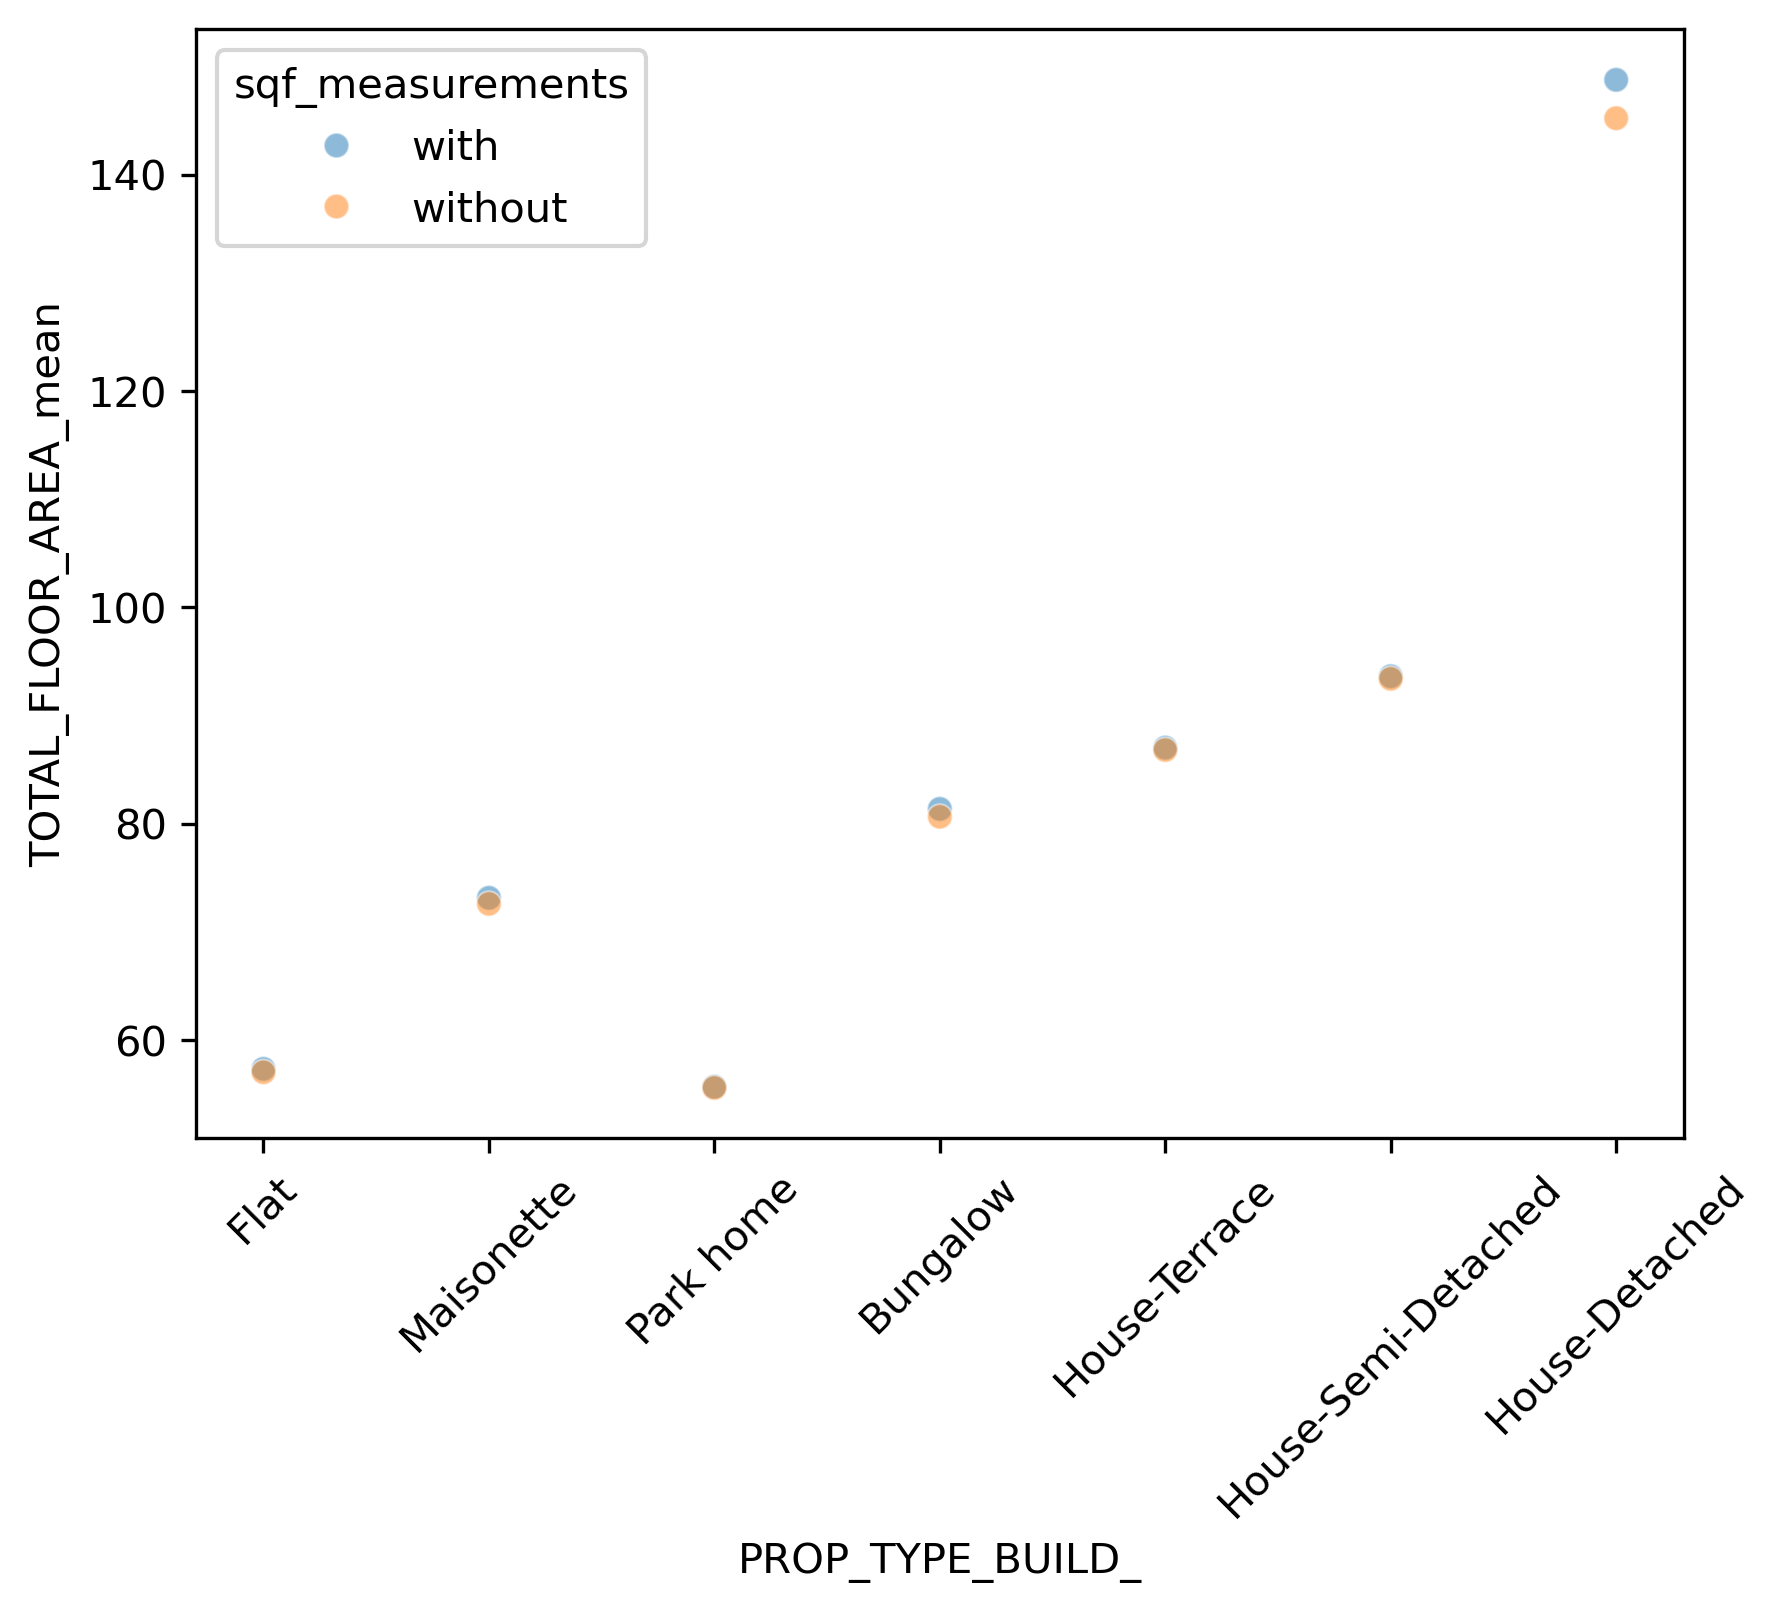 sqf_measurements
with
without
TOTAL_FLOOR_AREA_mean
140
120
100
80
60
Flat
Maisonette
Park home
Bungalow
House-Terrace
House-Semi-Detached
House-Detached
PROP_TYPE_BUILD_